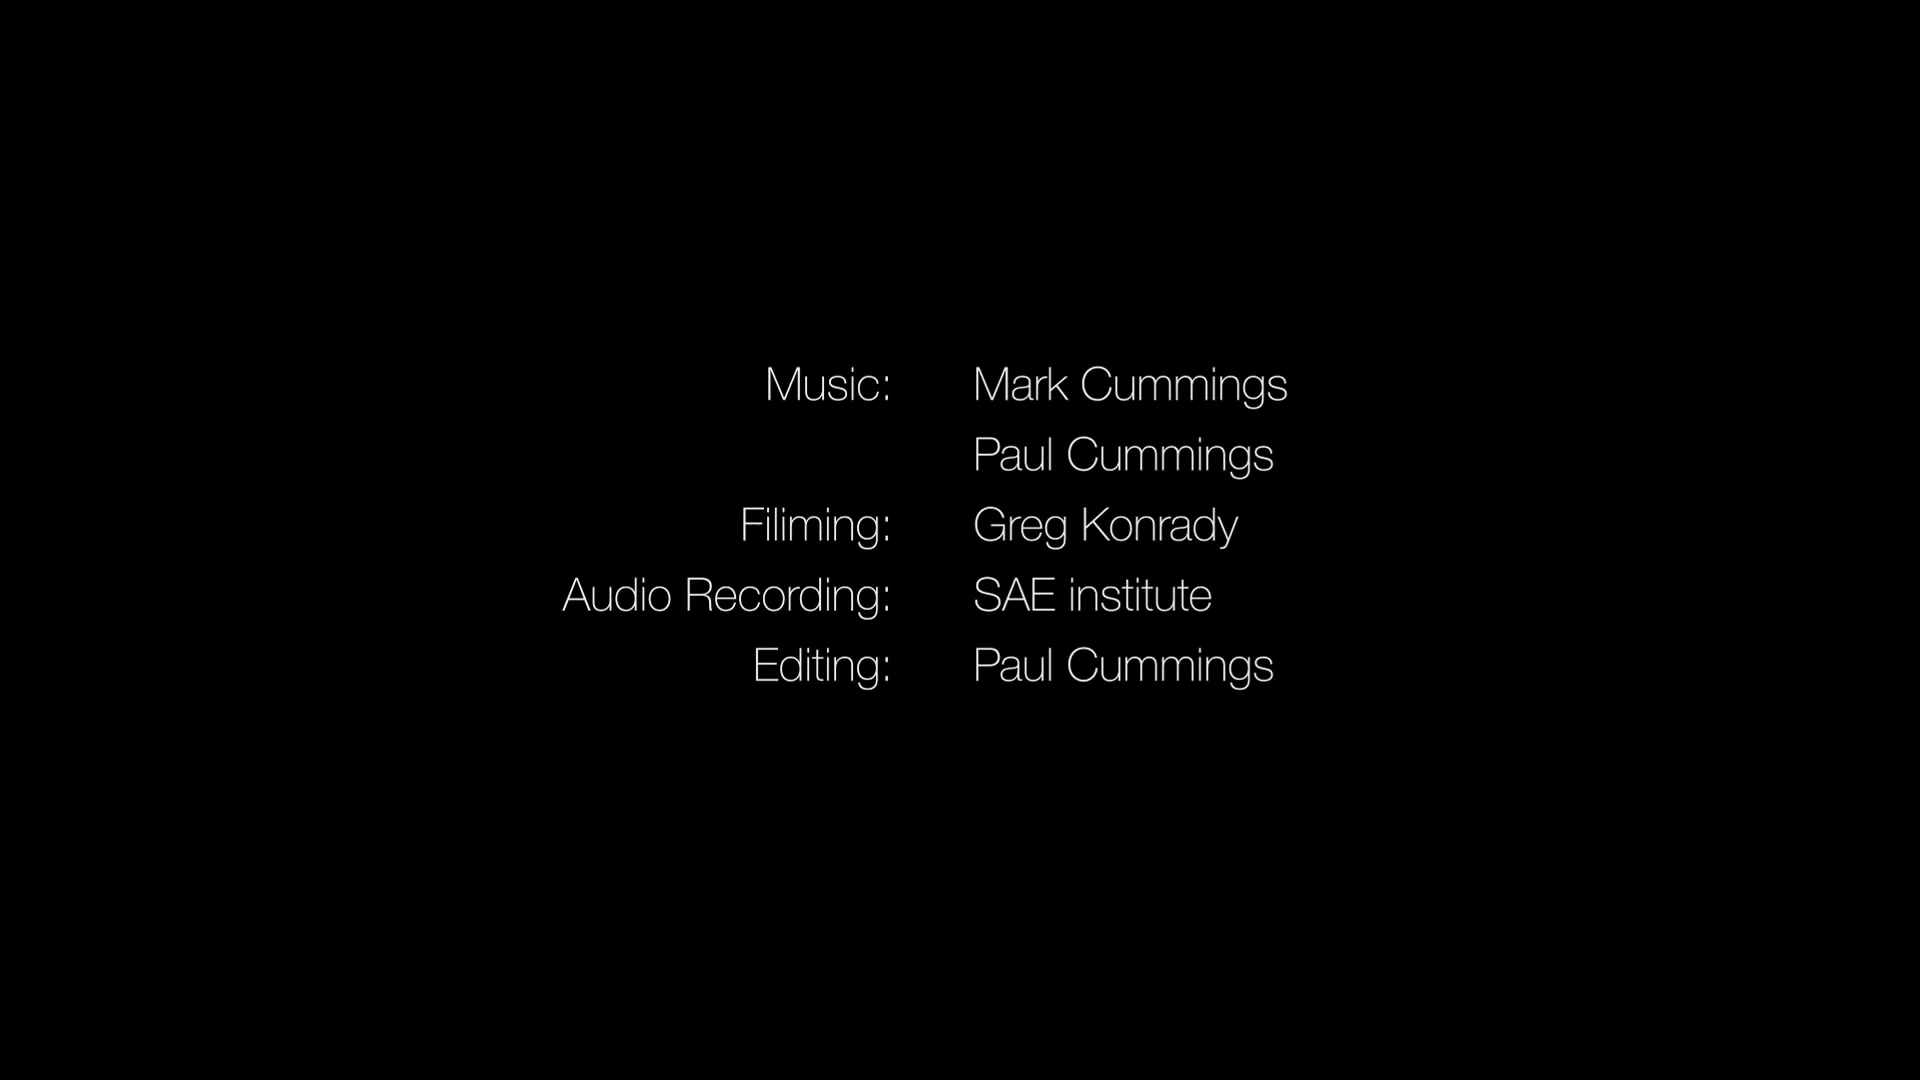 Music: Mark Cummings
Paul Cummings
Filiming: Greg Konrady
Audio Recording: SAE institute
Editing: Paul Cummings